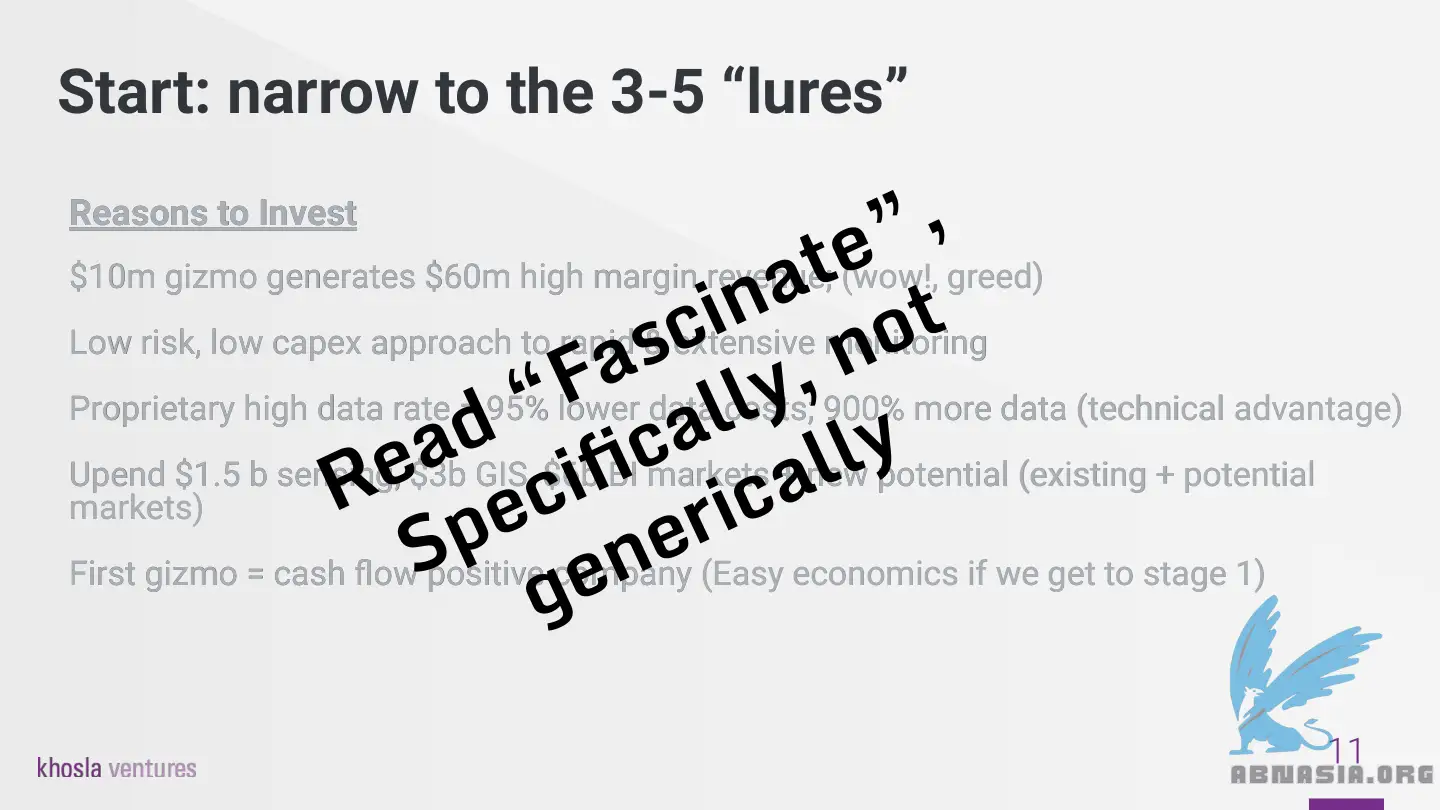 Start: narrow to the 3-5 “lures”
Reasons to Invest
$10m gizmo generates $60m high margin revenue, (wow!, greed)
Low risk, low capex approach to rapid & extensive monitoring
Proprietary high data rate 95% lower data costs, 900% more data (technical advantage)
Upend $1.5 b sensing, $3b GIS, BI markets new potential (existing + potential
markets)
First gizmo = cash flow positive company (Easy economics if we get to stage 1)
Read “Fascinate” ,
Specifically, not
generically
khosla ventures
11
ABNASIA.ORG